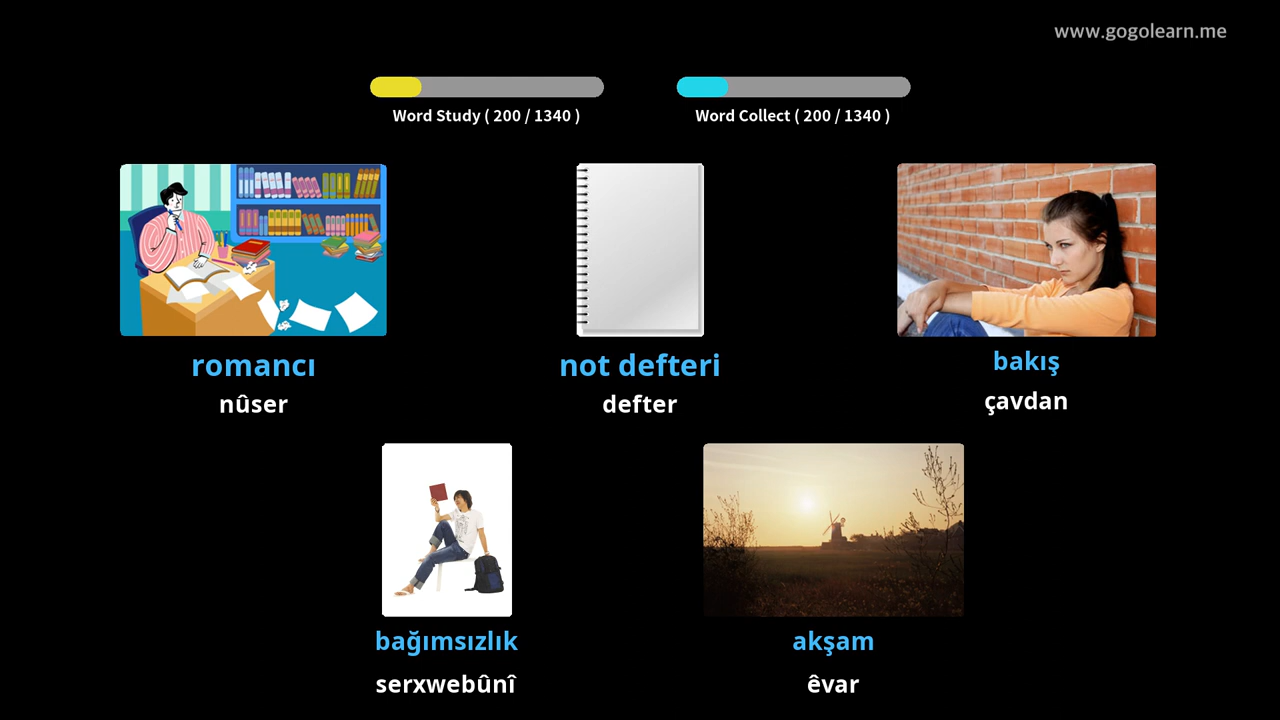 www.gogolearn.me
Word Study ( 200 / 1340 )
Word Collect ( 200 / 1340 )
romancı
nûser
not defteri
defter
bakış
çavdan
bağımsızlık
serxwebûnî
akşam
êvar